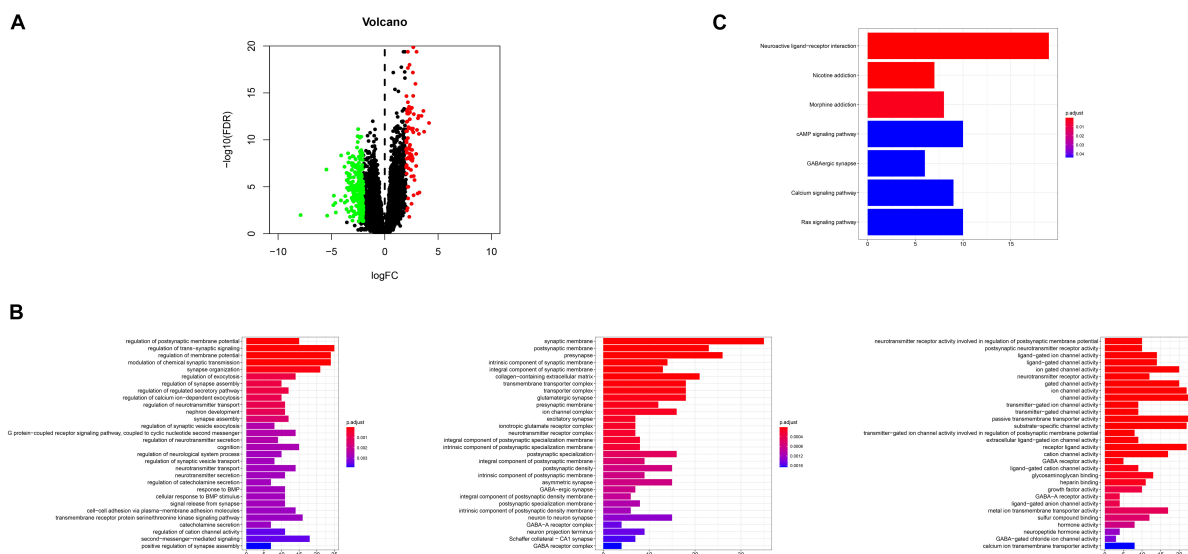 A
Volcano
20
15
10
5
0
−log10(FDR)
−10
−5
0
5
10
logFC
C
Neuroactive ligand−receptor interaction
Nicotine addiction
Morphine addiction
cAMP signaling pathway
GABAergic synapse
Calcium signaling pathway
Rax signaling pathway
0
5
10
15
p.adjust
0.01
0.02
0.03
0.04
B
regulation of postsynaptic membrane potential
regulation of trans−synaptic signaling
regulation of membrane potential
modulation of chemical synaptic transmission
synapse organization
regulation of exocytosis
regulation of synapse assembly
regulation of regulated secretory pathway
regulation of calcium ion−dependent exocytosis
regulation of neurotransmitter transport
nephron development
synapse assembly
regulation of synaptic vesicle exocytosis
G protein−coupled receptor signaling pathway, coupled to cyclic nucleotide second messenger
regulation of neurotransmitter secretion
cognition
regulation of neurological system process
regulation of synaptic vesicle transport
neurotransmitter transport
neurotransmitter secretion
regulation of catecholamine secretion
response to BMP
cellular response to BMP stimulus
signal release from synapse
cell−cell adhesion via plasma−membrane adhesion molecules
transmembrane receptor protein serine/threonine kinase signaling pathway
catecholamine secretion
regulation of cation channel activity
second−messenger−mediated signaling
positive regulation of synapse assembly
p.adjust
0.001
0.002
0.003
synaptic membrane
postsynaptic membrane
presynapse
intrinsic component of synaptic membrane
integral component of synaptic membrane
collagen−containing extracellular matrix
transmembrane transporter complex
transporter complex
glutamatergic synapse
presynaptic membrane
ion channel complex
excitatory synapse
ionotropic glutamate receptor complex
neurotransmitter receptor complex
integral component of postsynaptic specialization membrane
intrinsic component of postsynaptic specialization membrane
postsynaptic specialization
integral component of postsynaptic membrane
postsynaptic density
intrinsic component of postsynaptic membrane
asymmetric synapse
GABA−ergic synapse
integral component of postsynaptic density membrane
postsynaptic specialization membrane
intrinsic component of postsynaptic density membrane
neuron to neuron synapse
GABA−A receptor complex
neuron projection terminus
Schaffer collateral − CA1 synapse
GABA receptor complex
p.adjust
0.0004
0.0008
0.0012
0.0016
neurotransmitter receptor activity involved in regulation of postsynaptic membrane potential
postsynaptic neurotransmitter receptor activity
ligand−gated ion channel activity
ligand−gated channel activity
ion gated channel activity
neurotransmitter receptor activity
gated channel activity
ion channel activity
channel activity
transmitter−gated ion channel activity
transmitter−gated channel activity
passive transmembrane transporter activity
substrate−specific channel activity
transmitter−gated ion channel activity involved in regulation of postsynaptic membrane potential
extracellular ligand−gated ion channel activity
receptor ligand activity
cation channel activity
GABA receptor activity
ligand−gated cation channel activity
glycosaminoglycan binding
heparin binding
growth factor activity
GABA−A receptor activity
ligand−gated anion channel activity
metal ion transmembrane transporter activity
sulfur compound binding
hormone activity
neuropeptide hormone activity
GABA−gated chloride ion channel activity
calcium ion transmembrane transporter activity